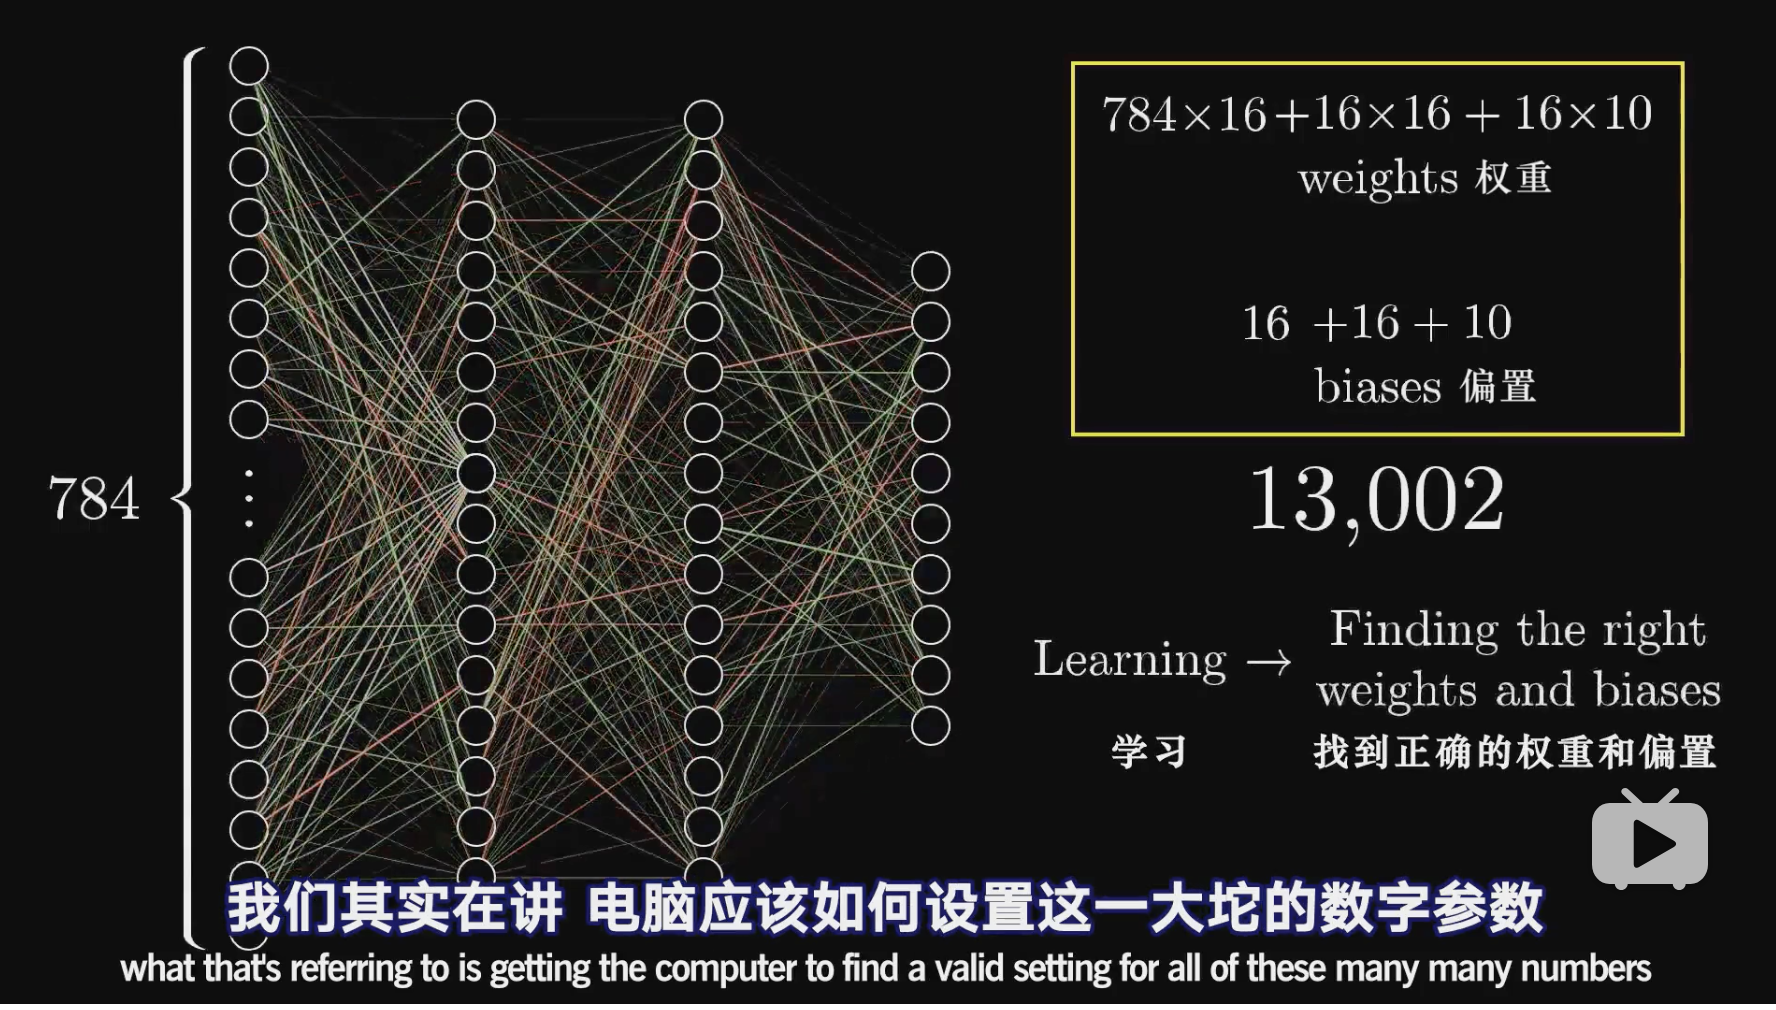 784
784×16+16×16 + 16×10
weights 权重
16 +16 + 10
biases 偏置
13,002
Learning → Finding the right
weights and biases
学习 找到正确的权重和偏置
我们其实在讲 电脑应该如何设置这一大坨的数字参数
what that's referring to is getting the computer to find a valid setting for all of these many many numbers